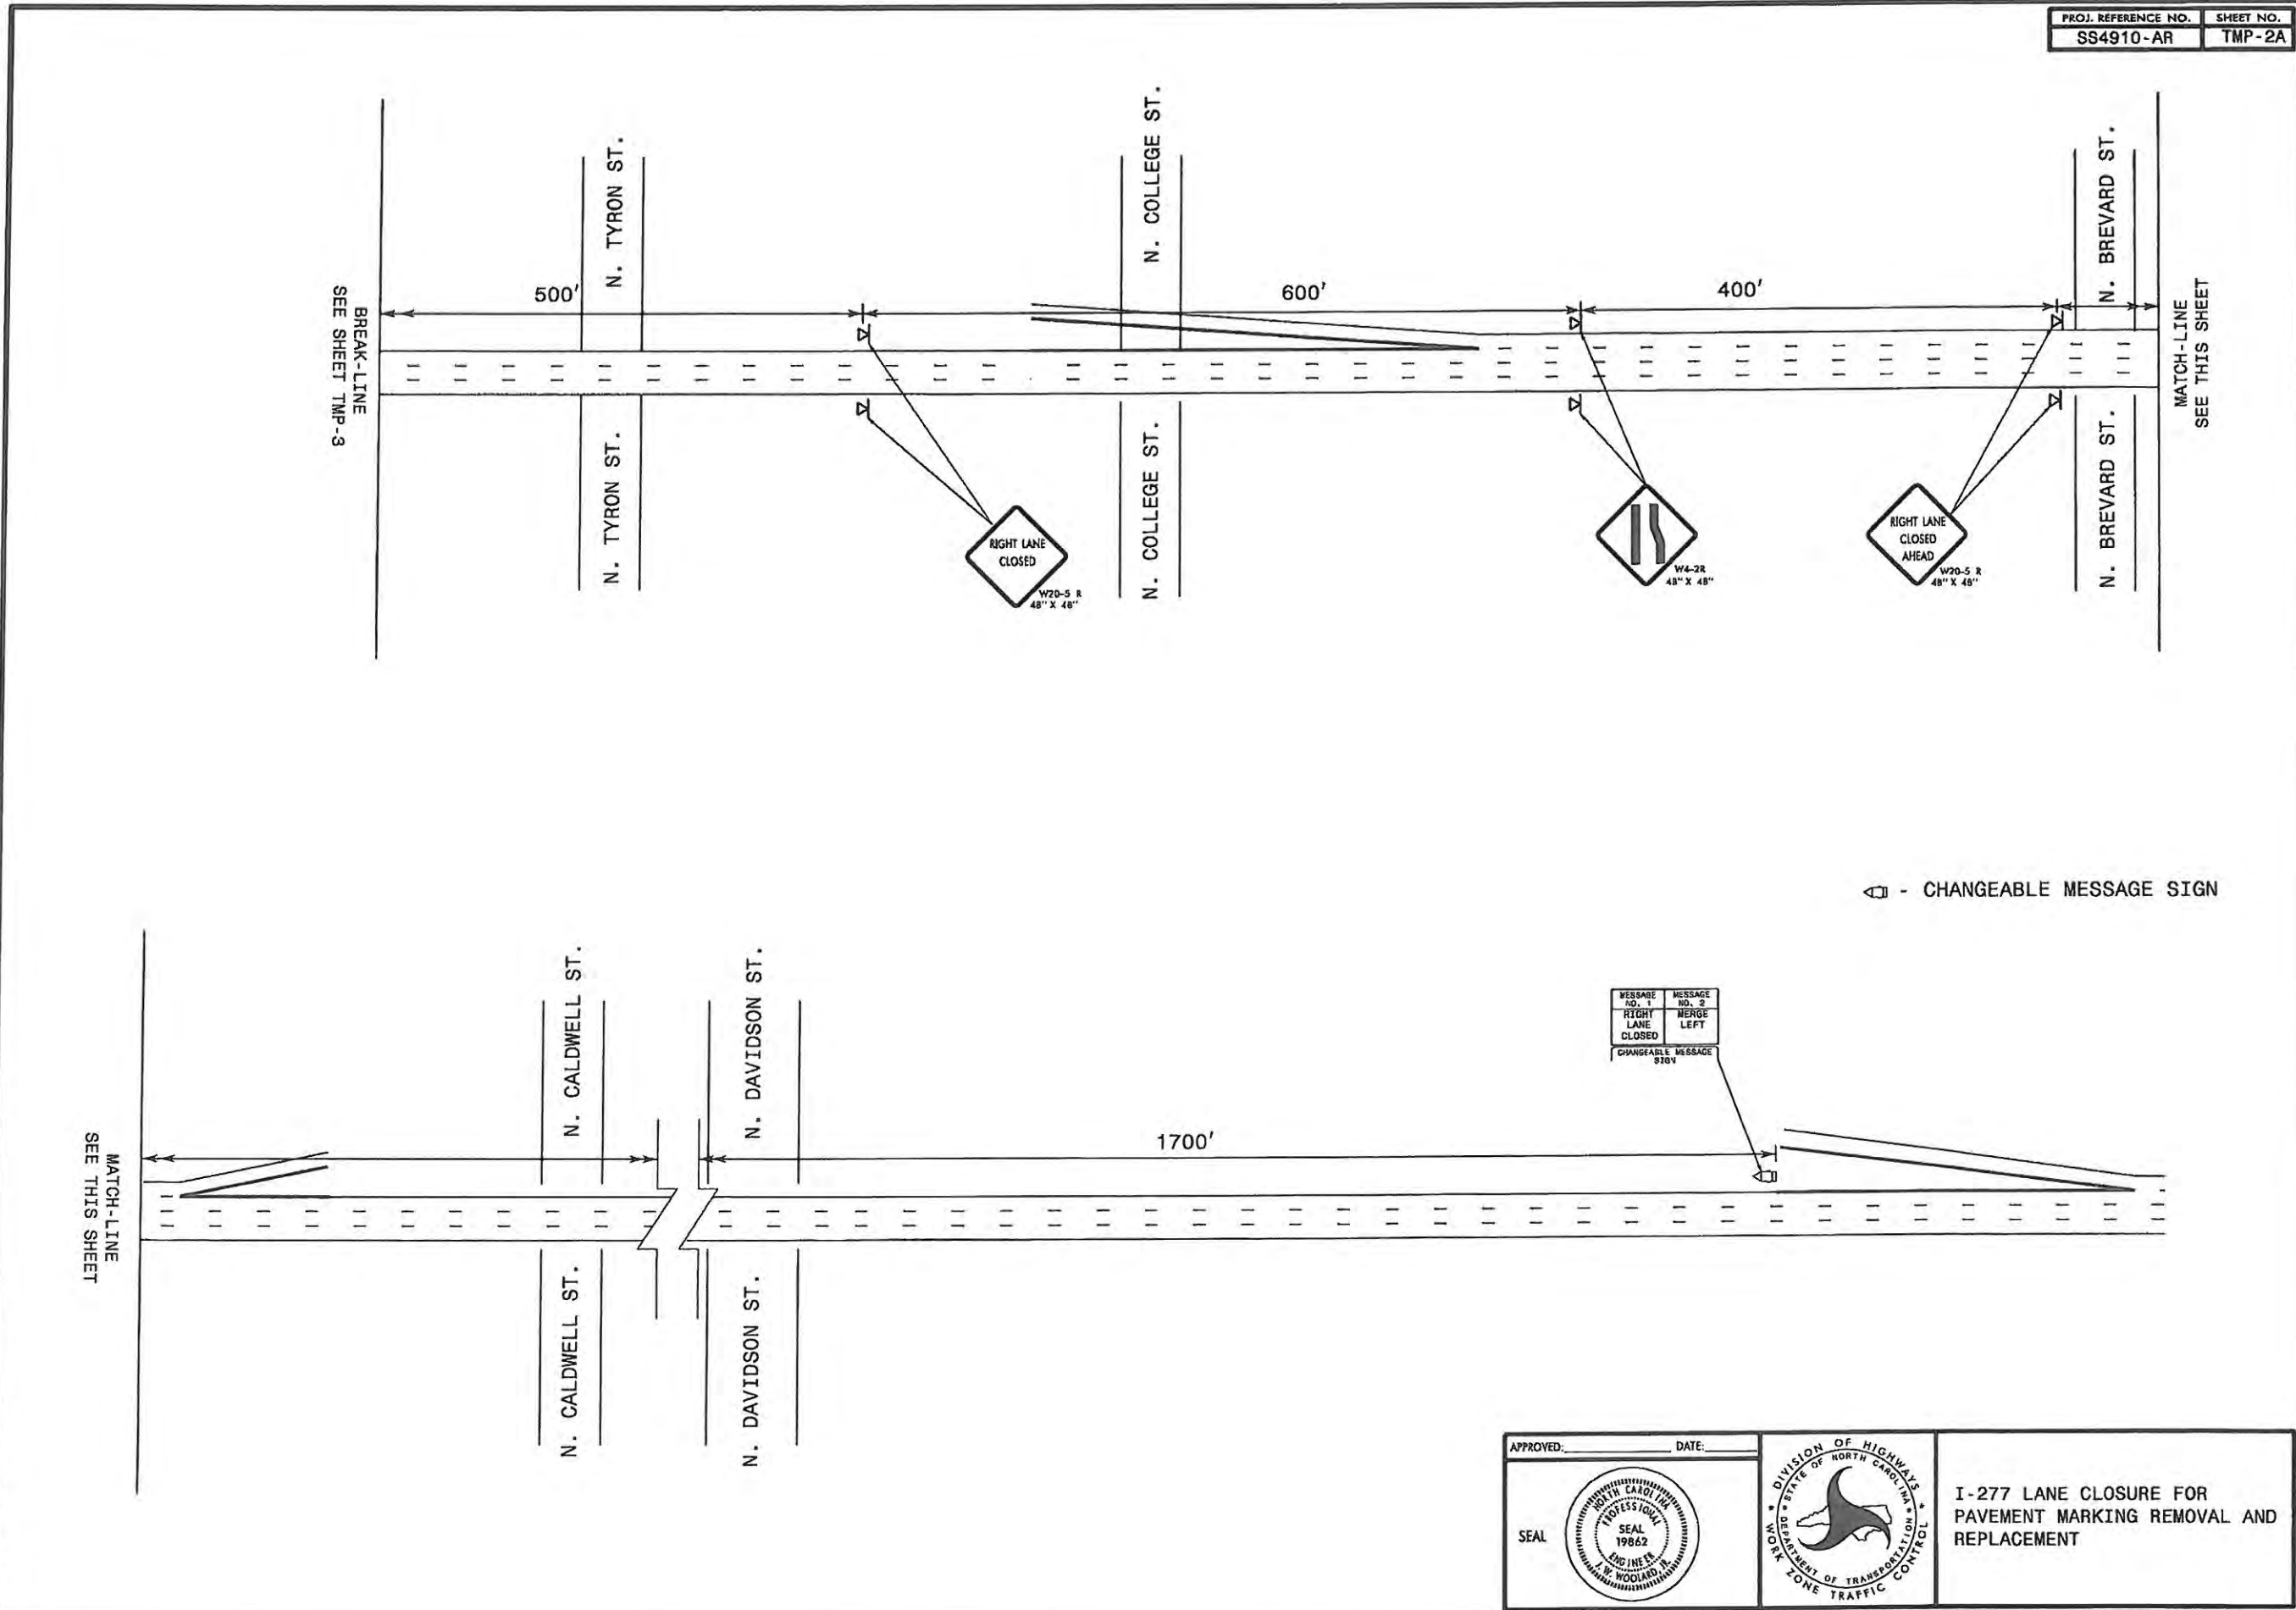 PROJ. REFERENCE NO.
SHEET NO.
SS4910-AR
TMP-2A
BREAK-LINE
SEE SHEET TMP-3
500'
N. TYRON ST.
N. TYRON ST.
N. COLLEGE ST.
N. COLLEGE ST.
600'
400'
N. BREVARD ST.
N. BREVARD ST.
MATCH-LINE
SEE THIS SHEET
RIGHT LANE
CLOSED
W20-5 R
48" X 48"
W4-2R
48" X 48"
RIGHT LANE
CLOSED
AHEAD
W20-5 R
48" X 48"
- CHANGEABLE MESSAGE SIGN
MATCH-LINE
SEE THIS SHEET
N. CALDWELL ST.
N. CALDWELL ST.
N. DAVIDSON ST.
N. DAVIDSON ST.
1700'
MESSAGE
NO. 1
MESSAGE
NO. 2
RIGHT
LANE
CLOSED
MERGE
LEFT
CHANGEABLE MESSAGE
SIGN
APPROVED:
DATE:
SEAL
NORTH CAROLINA
PROFESSIONAL
SEAL
19862
ENGINEER
J. W. WOOLARD, JR.
DIVISION OF HIGHWAYS
STATE OF NORTH CAROLINA
DEPARTMENT OF TRANSPORTATION
WORK ZONE TRAFFIC CONTROL
I-277 LANE CLOSURE FOR
PAVEMENT MARKING REMOVAL AND
REPLACEMENT